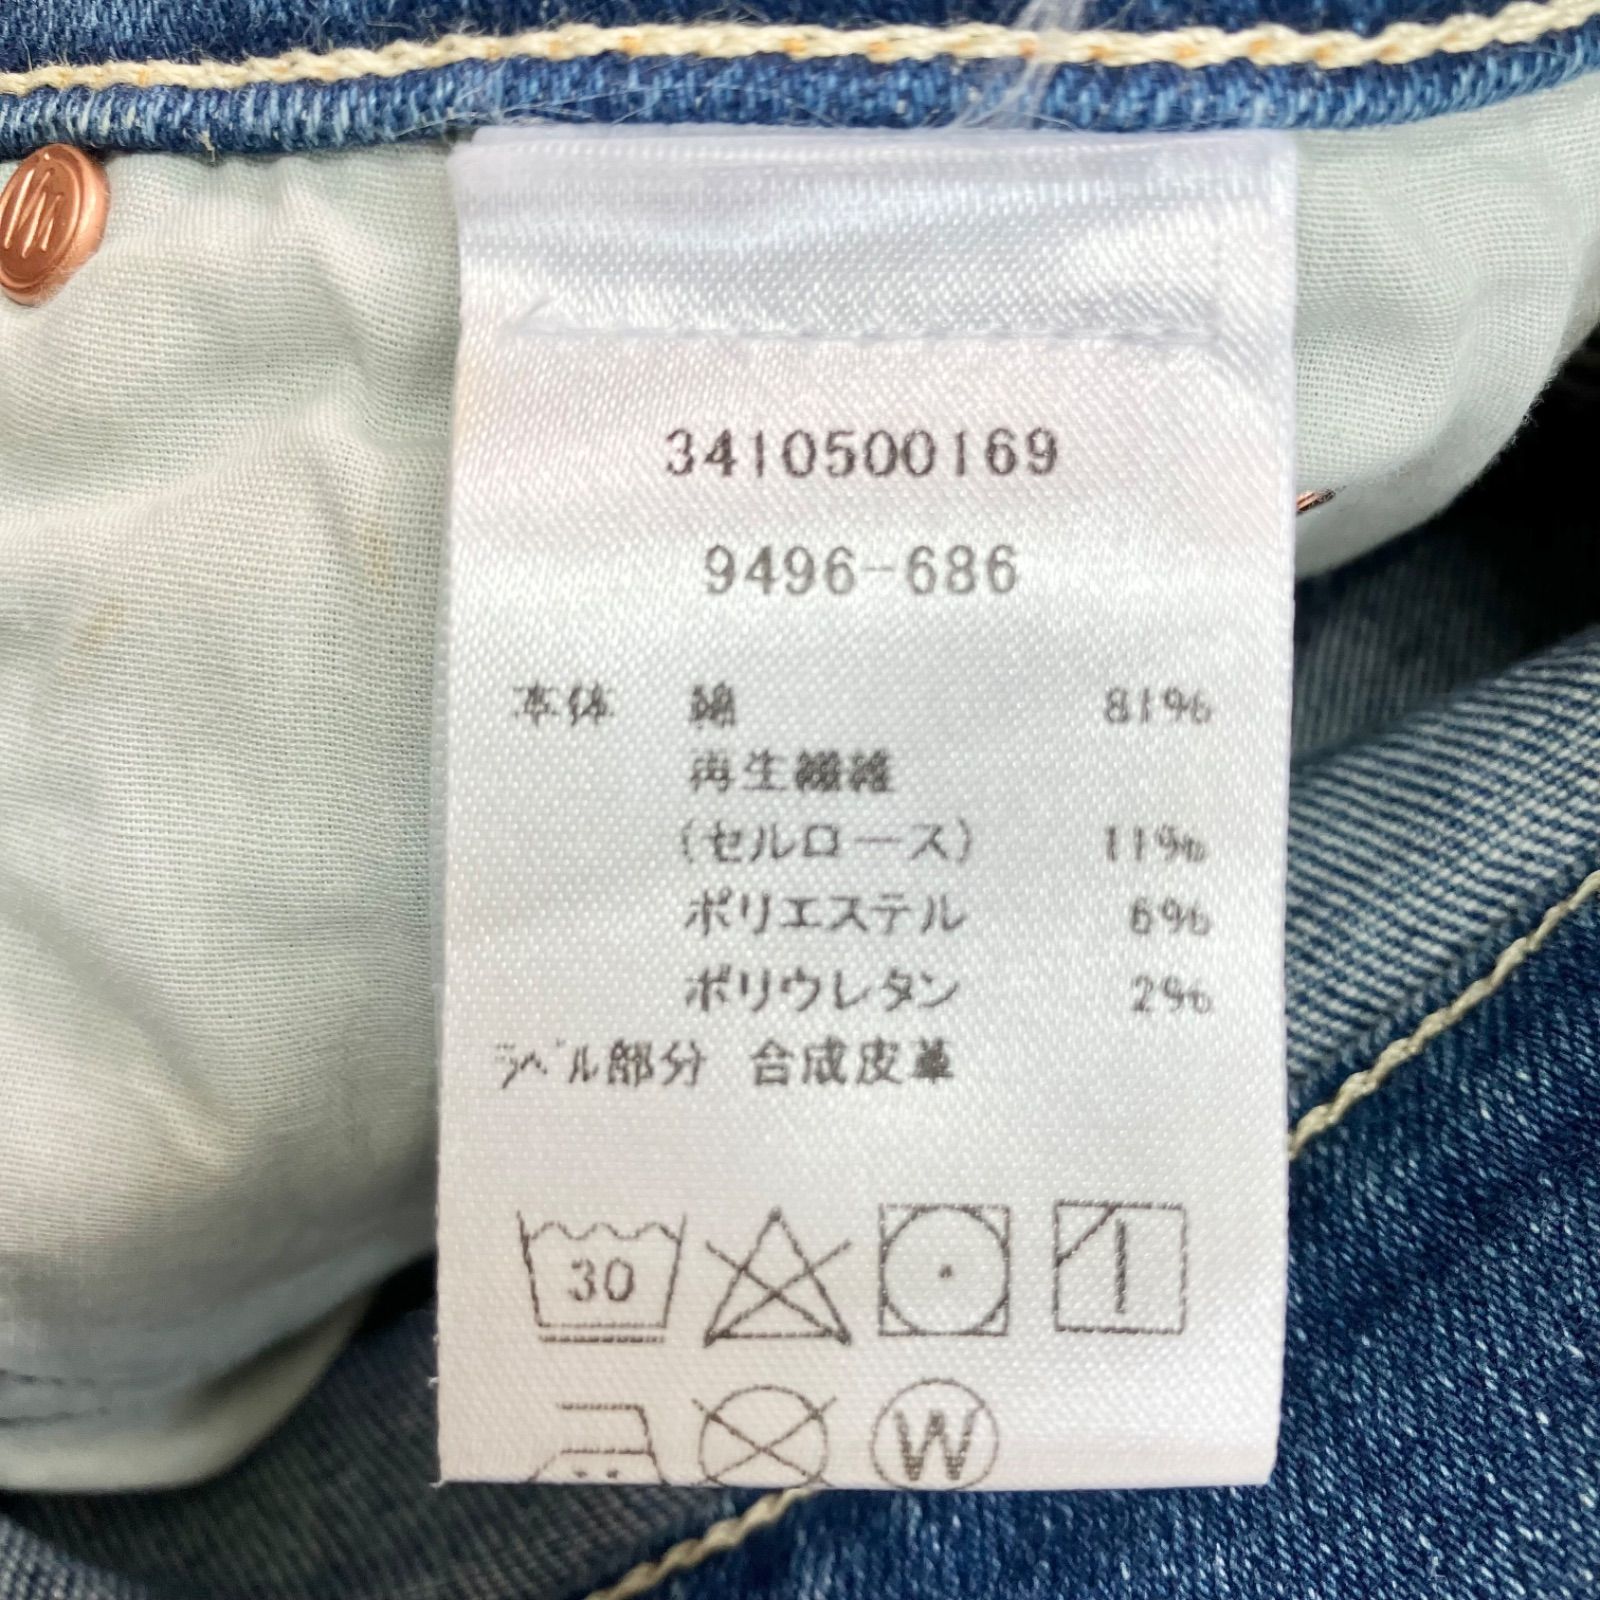 3410500169
9496-686
本体 綿 81%
再生繊維
(セルロース) 11%
ポリエステル 6%
ポリウレタン 2%
ラベル部分 合成皮革
30
W